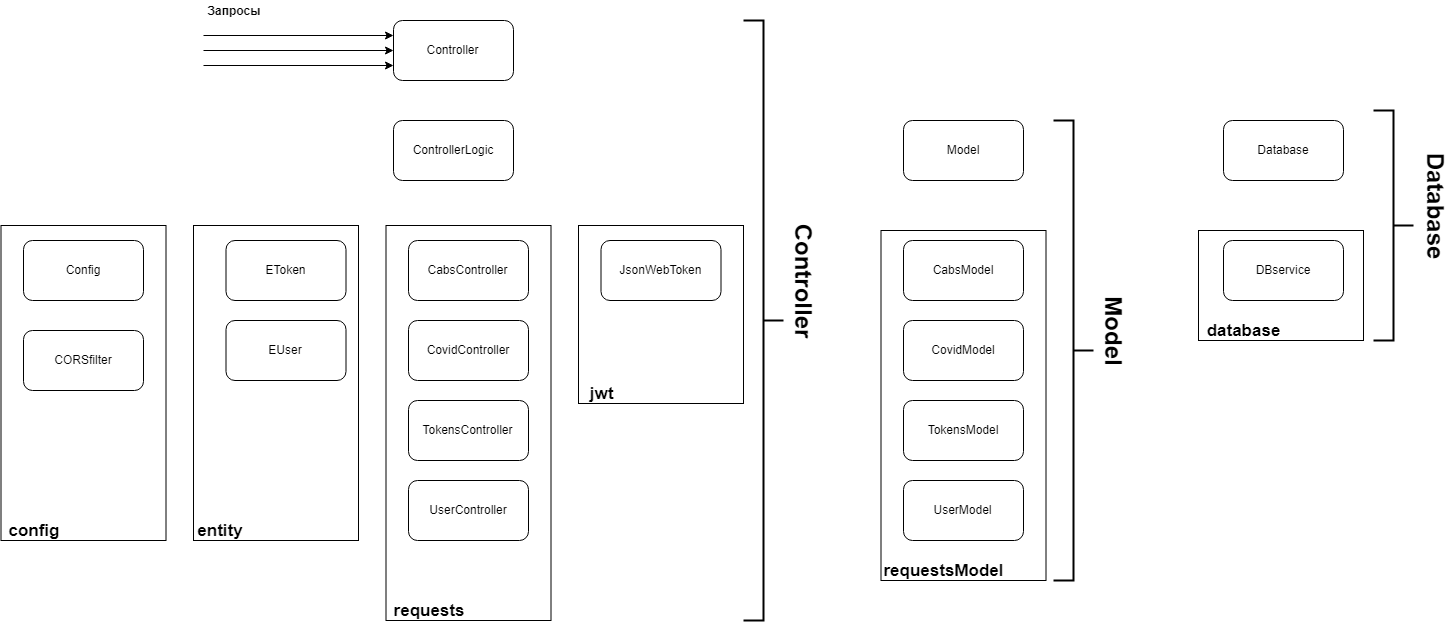 Запросы
Controller
ControllerLogic
Config
CORSfilter
config
EToken
EUser
entity
CabsController
CovidController
TokensController
UserController
requests
JsonWebToken
jwt
Controller
Model
CabsModel
CovidModel
TokensModel
UserModel
requestsModel
Model
Database
DBservice
database
Database